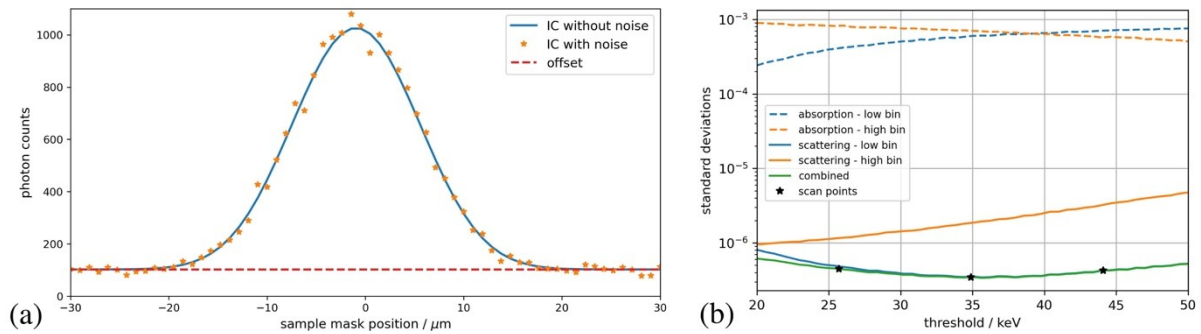 (a)
photon counts
1000
800
600
400
200
0
−30
−20
−10
0
10
20
30
sample mask position / μm
IC without noise
IC with noise
offset
(b)
standard deviations
10⁻³
10⁻⁴
10⁻⁵
10⁻⁶
20
25
30
35
40
45
50
threshold / keV
absorption - low bin
absorption - high bin
scattering - low bin
scattering - high bin
combined
scan points